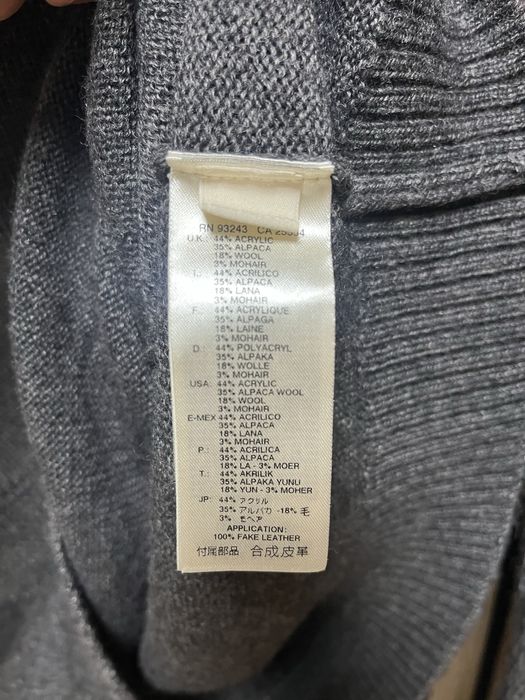 RN 93243 CA
U.K.: 44% ACRYLIC
35% ALPACA
18% WOOL
3% MOHAIR
I.: 44% ACRILICO
35% ALPACA
18% LANA
3% MOHAIR
F.: 44% ACRYLIQUE
35% ALPAGA
18% LAINE
3% MOHAIR
D.: 44% POLYACRYL
35% ALPAKA
18% WOLLE
3% MOHAIR
USA: 44% ACRYLIC
35% ALPACA WOOL
18% WOOL
3% MOHAIR
E-MEX 44% ACRILICO
35% ALPACA
18% LANA
3% MOHAIR
P.: 44% ACRILICA
35% ALPACA
18% LA - 3% MOER
T.: 44% AKRILIK
35% ALPAKA YUNU
18% YUN - 3% MOHER
JP: 44% アクリル
35% アルパカ -18% 毛
3% モヘア
APPLICATION:
100% FAKE LEATHER
付属部品 合成皮革